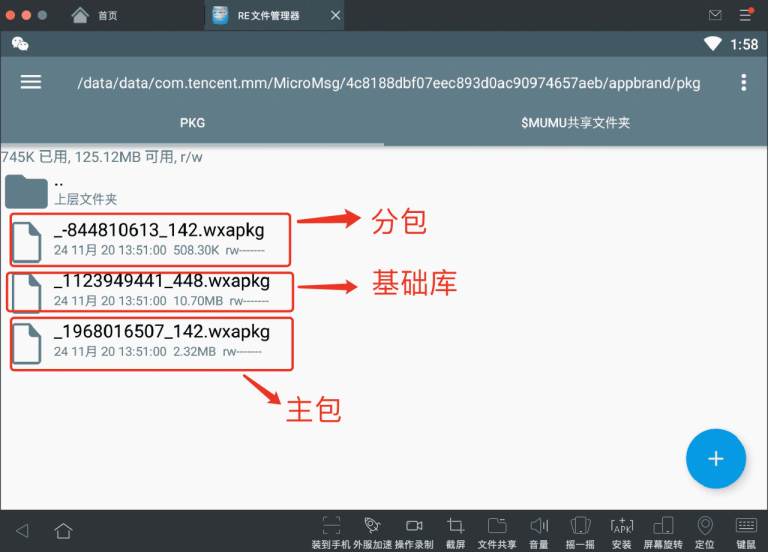 首页
RE文件管理器
1:58
/data/data/com.tencent.mm/MicroMsg/4c8188dbf07eec893d0ac90974657aeb/appbrand/pkg
PKG
$MUMU共享文件夹
745K 已用, 125.12MB 可用, r/w
..
上层文件夹
_-844810613_142.wxapkg
24 11月 20 13:51:00 508.30K rw-------
分包
_1123949441_448.wxapkg
24 11月 20 13:51:00 10.70MB rw-------
基础库
_1968016507_142.wxapkg
24 11月 20 13:51:00 2.32MB rw-------
主包
装到手机 外服加速 操作录制 截屏 文件共享 音量 摇一摇 安装 屏幕旋转 定位 键鼠
APK